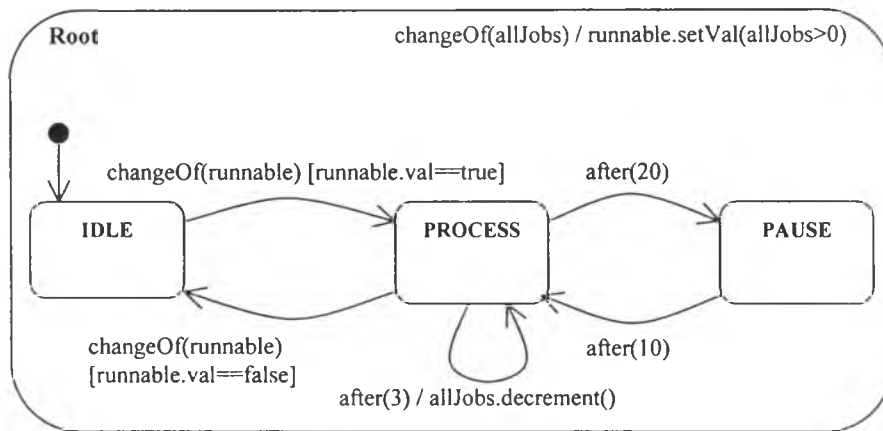 Root
changeOf(allJobs) / runnable.setVal(allJobs>0)
changeOf(runnable) [runnable.val==true]
after(20)
IDLE
PROCESS
PAUSE
changeOf(runnable)
[runnable.val==false]
after(10)
after(3) / allJobs.decrement()